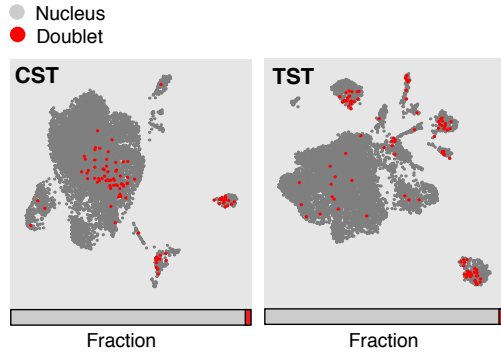 Nucleus
Doublet
CST
TST
Fraction
Fraction